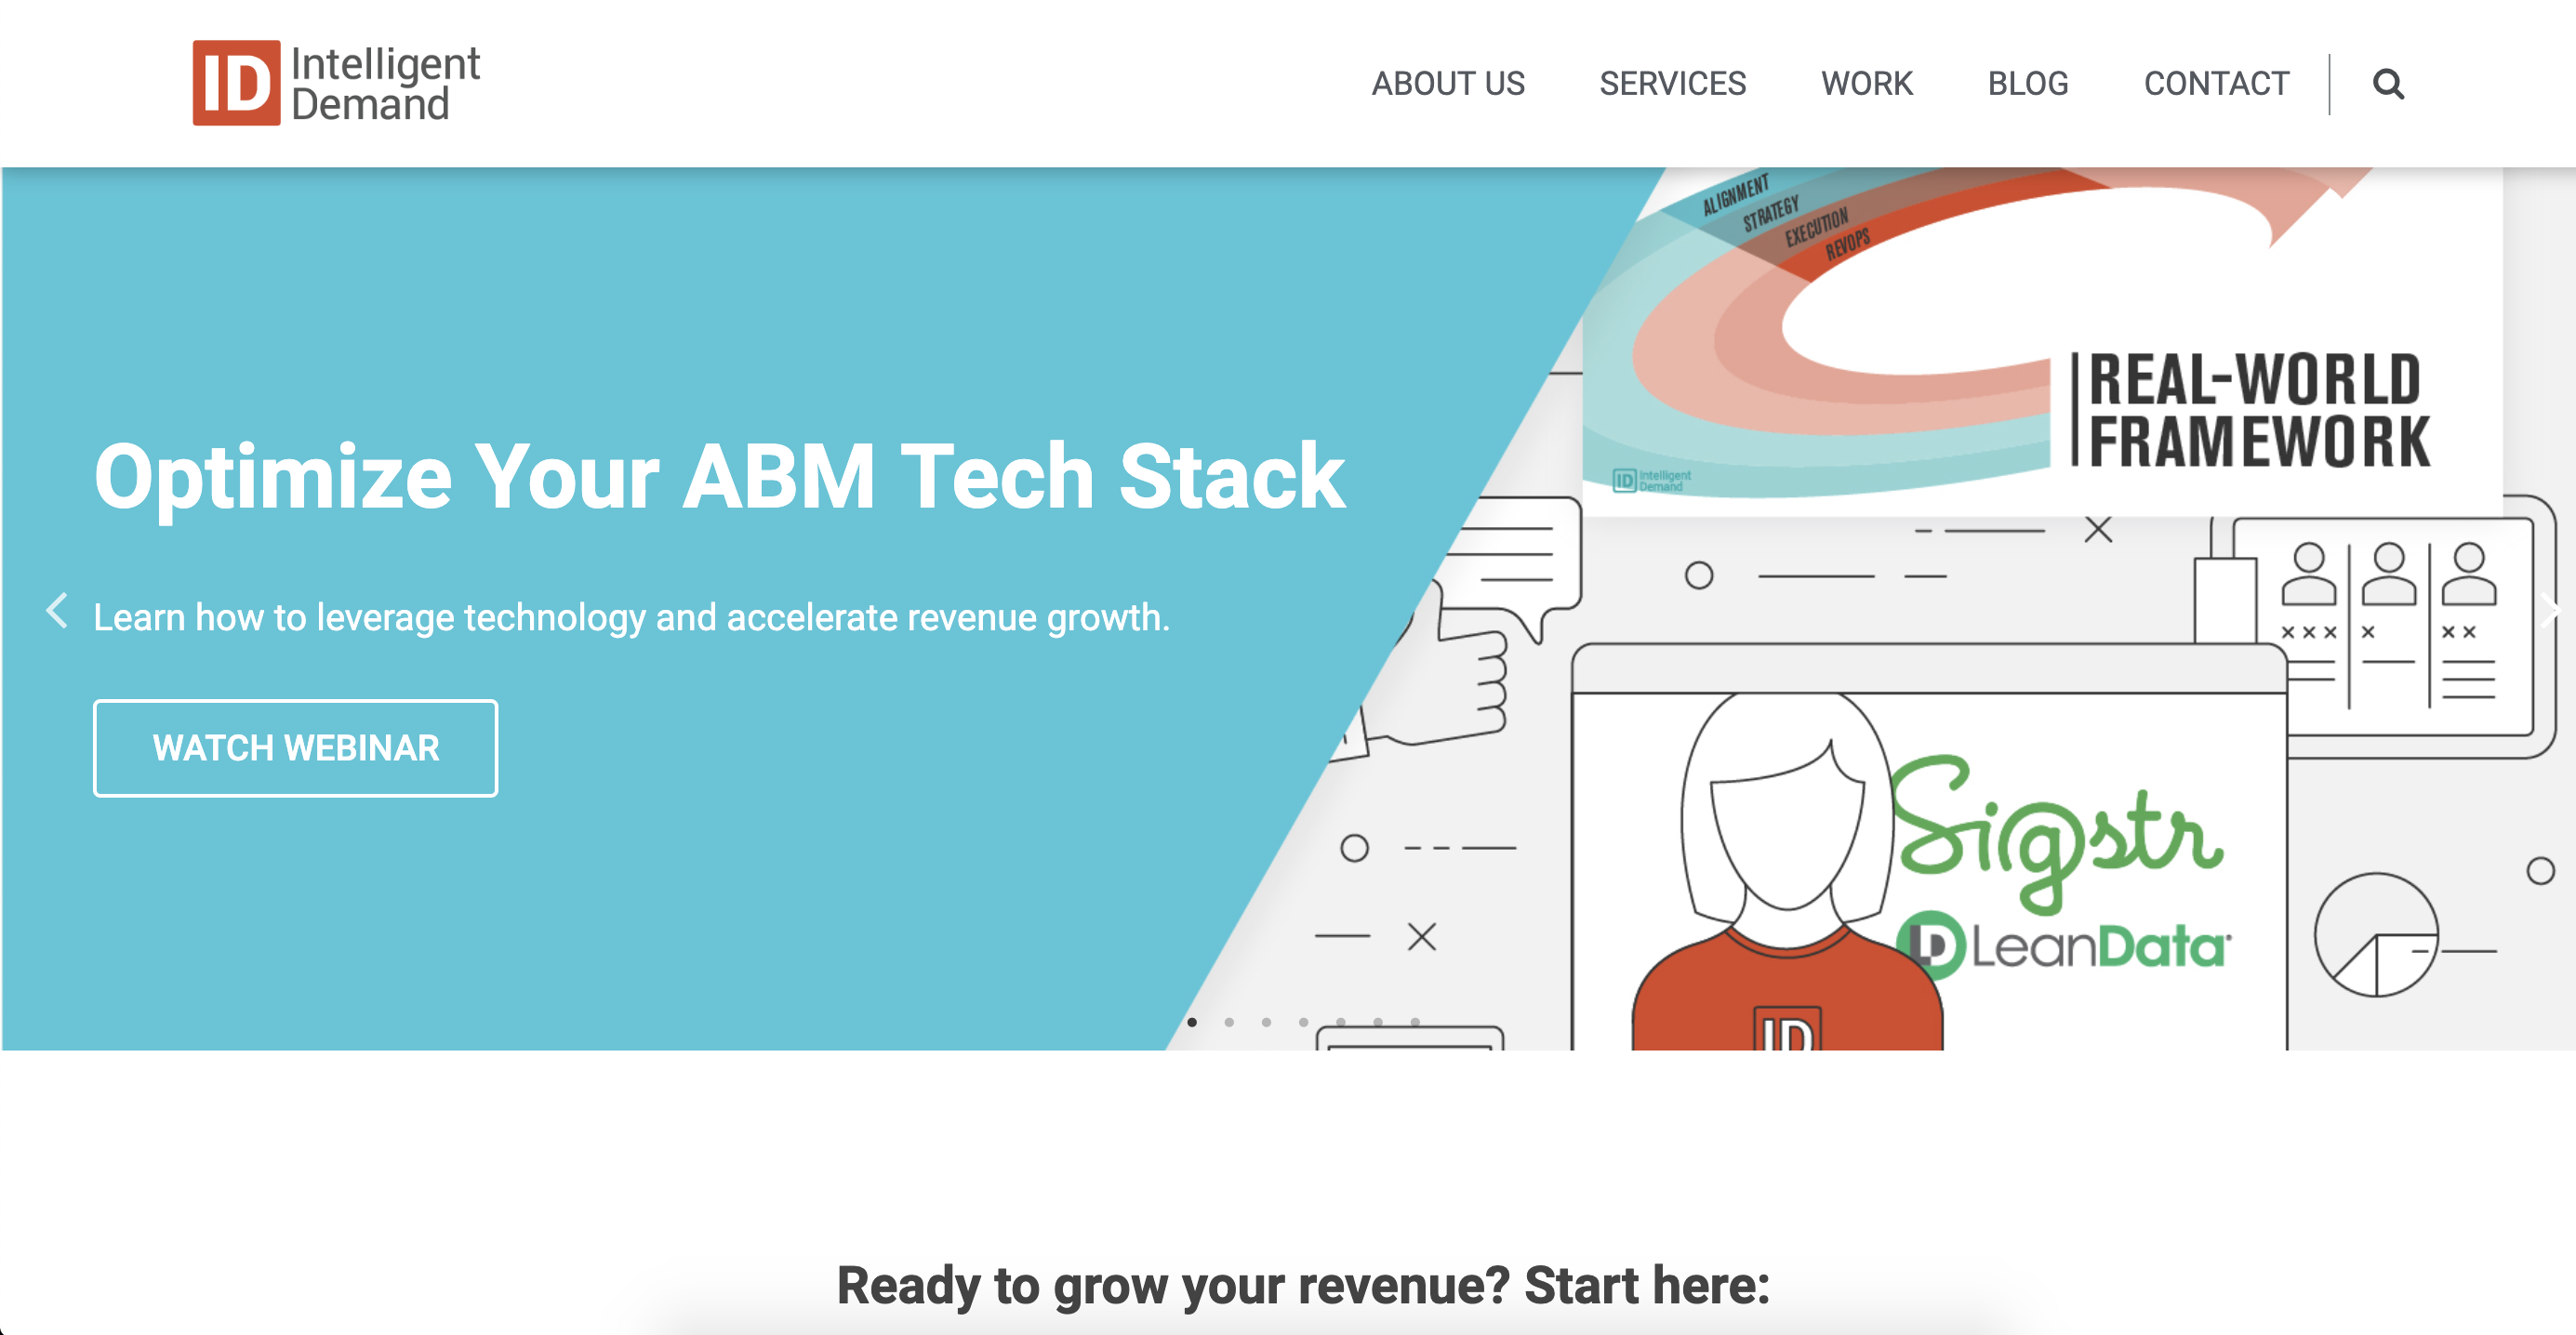 ID Intelligent
Demand
ABOUT US SERVICES WORK BLOG CONTACT
ALIGNMENT
STRATEGY
EXECUTION
REVOPS
REAL-WORLD
FRAMEWORK
ID Intelligent
Demand
Optimize Your ABM Tech Stack
Learn how to leverage technology and accelerate revenue growth.
WATCH WEBINAR
Sigstr
LD LeanData
ID
Ready to grow your revenue? Start here: